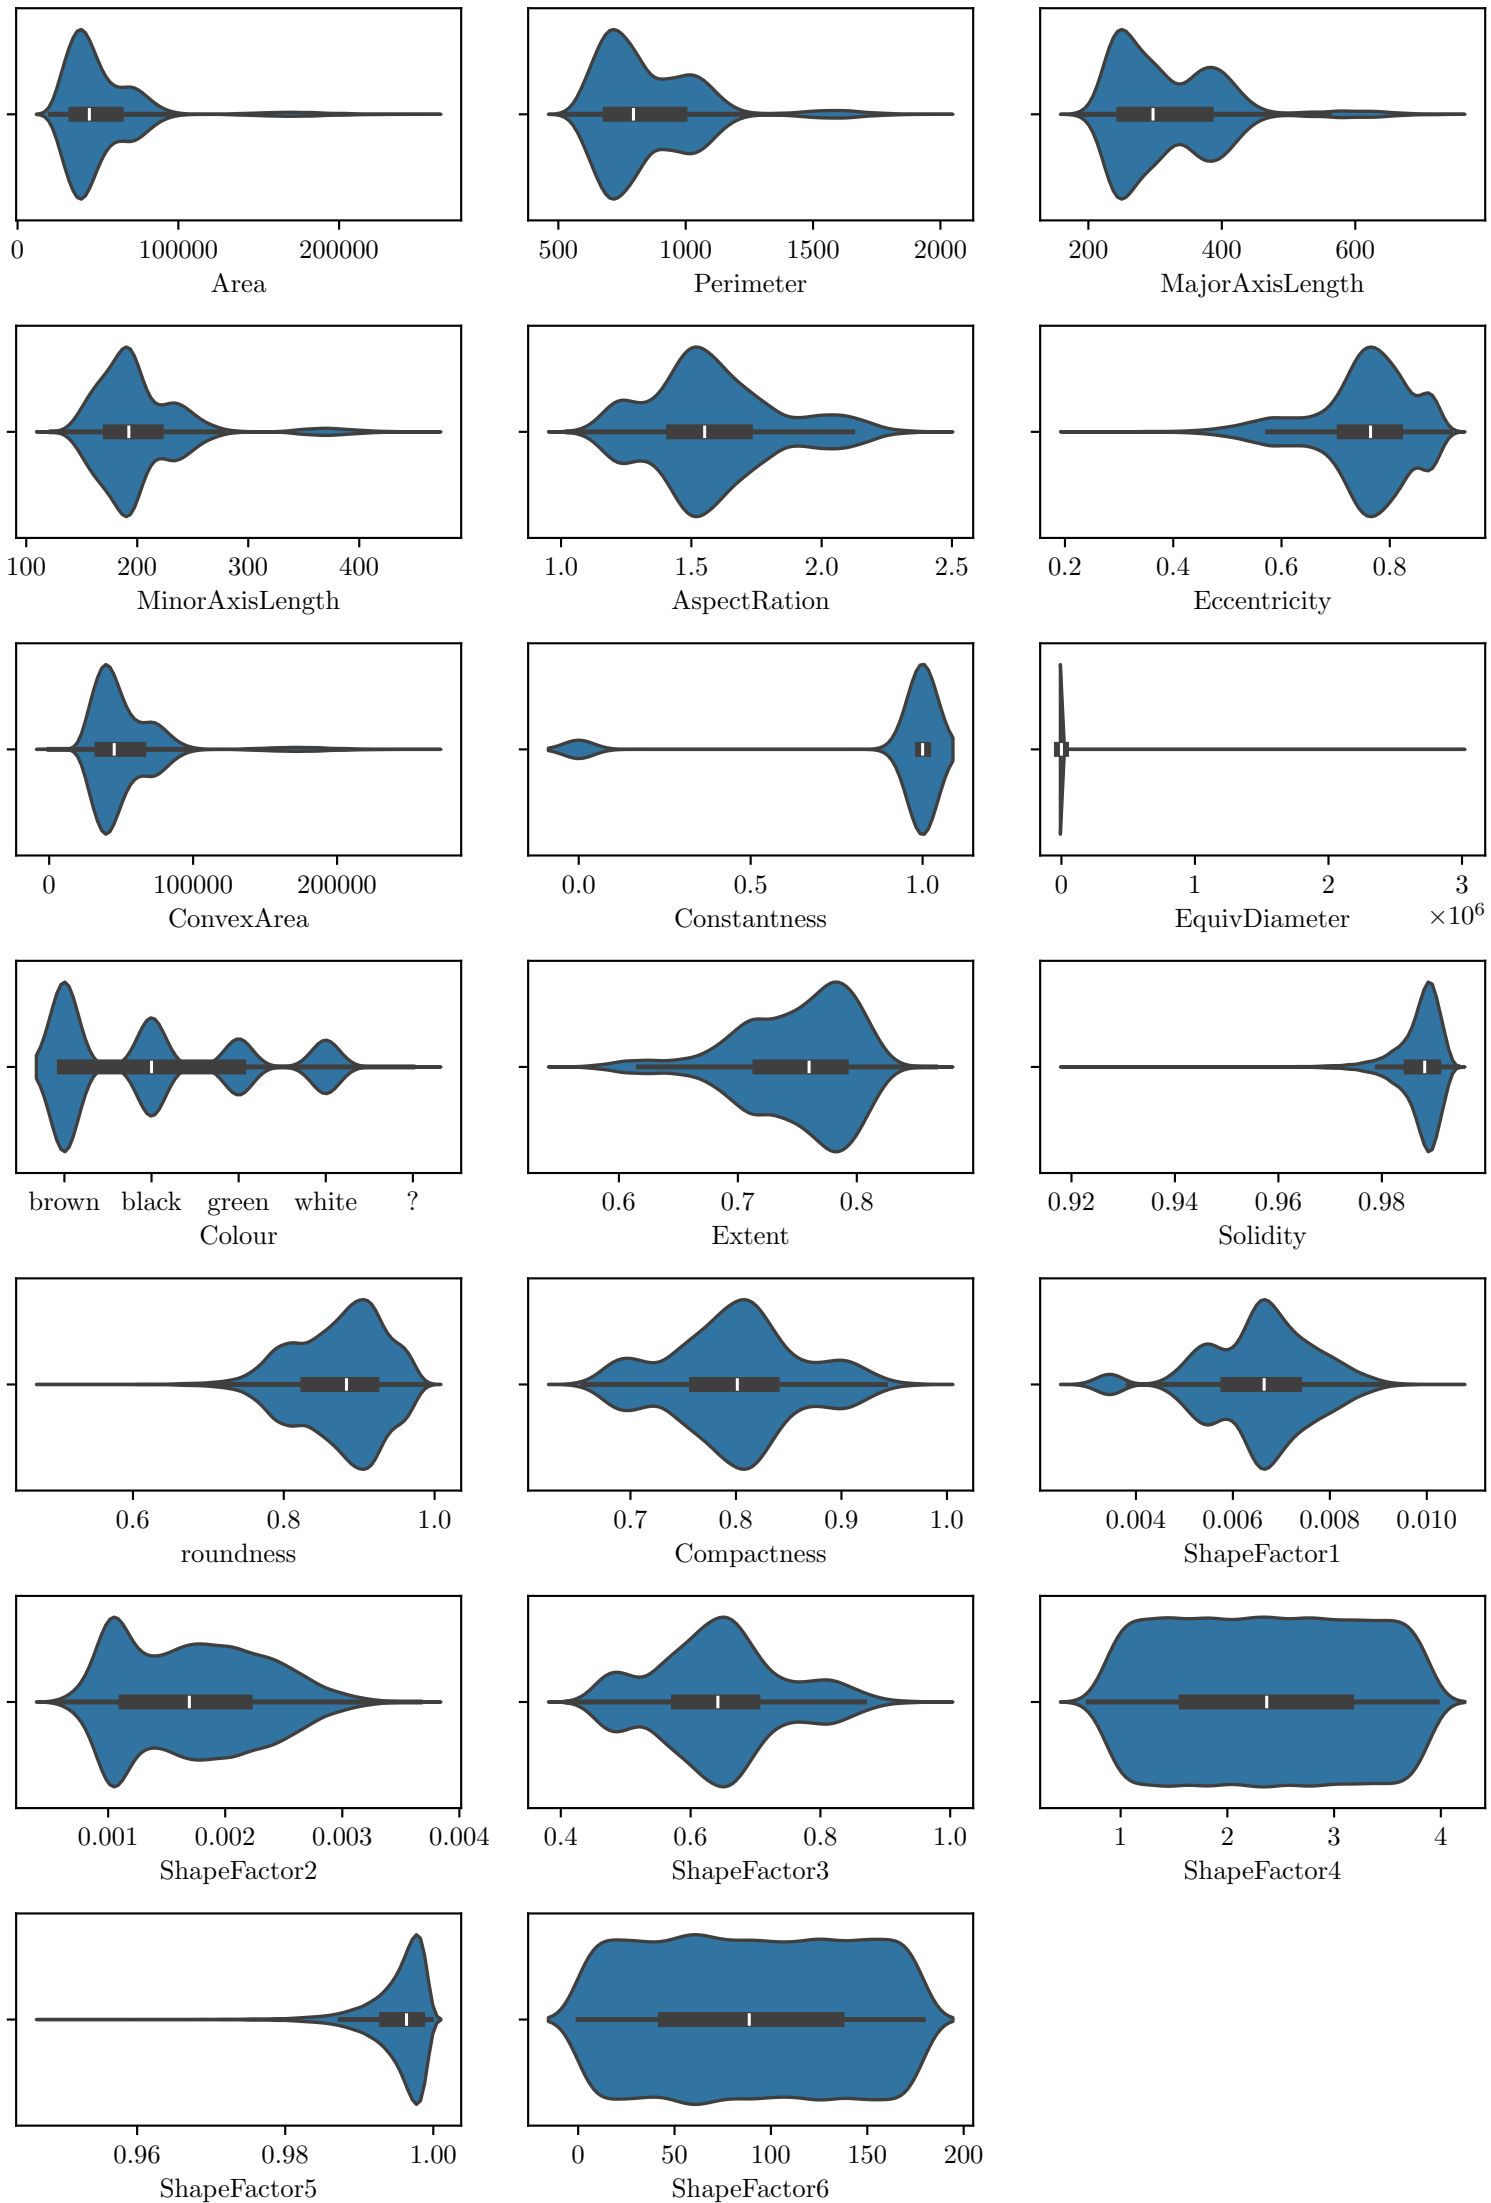 0 100000 200000
Area
500 1000 1500 2000
Perimeter
200 400 600
MajorAxisLength
100 200 300 400
MinorAxisLength
1.0 1.5 2.0 2.5
AspectRation
0.2 0.4 0.6 0.8
Eccentricity
0 100000 200000
ConvexArea
0.0 0.5 1.0
Constantness
0 1 2 3
×10⁶
EquivDiameter
brown black green white ?
Colour
0.6 0.7 0.8
Extent
0.92 0.94 0.96 0.98
Solidity
0.6 0.8 1.0
roundness
0.7 0.8 0.9 1.0
Compactness
0.004 0.006 0.008 0.010
ShapeFactor1
0.001 0.002 0.003 0.004
ShapeFactor2
0.4 0.6 0.8 1.0
ShapeFactor3
1 2 3 4
ShapeFactor4
0.96 0.98 1.00
ShapeFactor5
0 50 100 150 200
ShapeFactor6